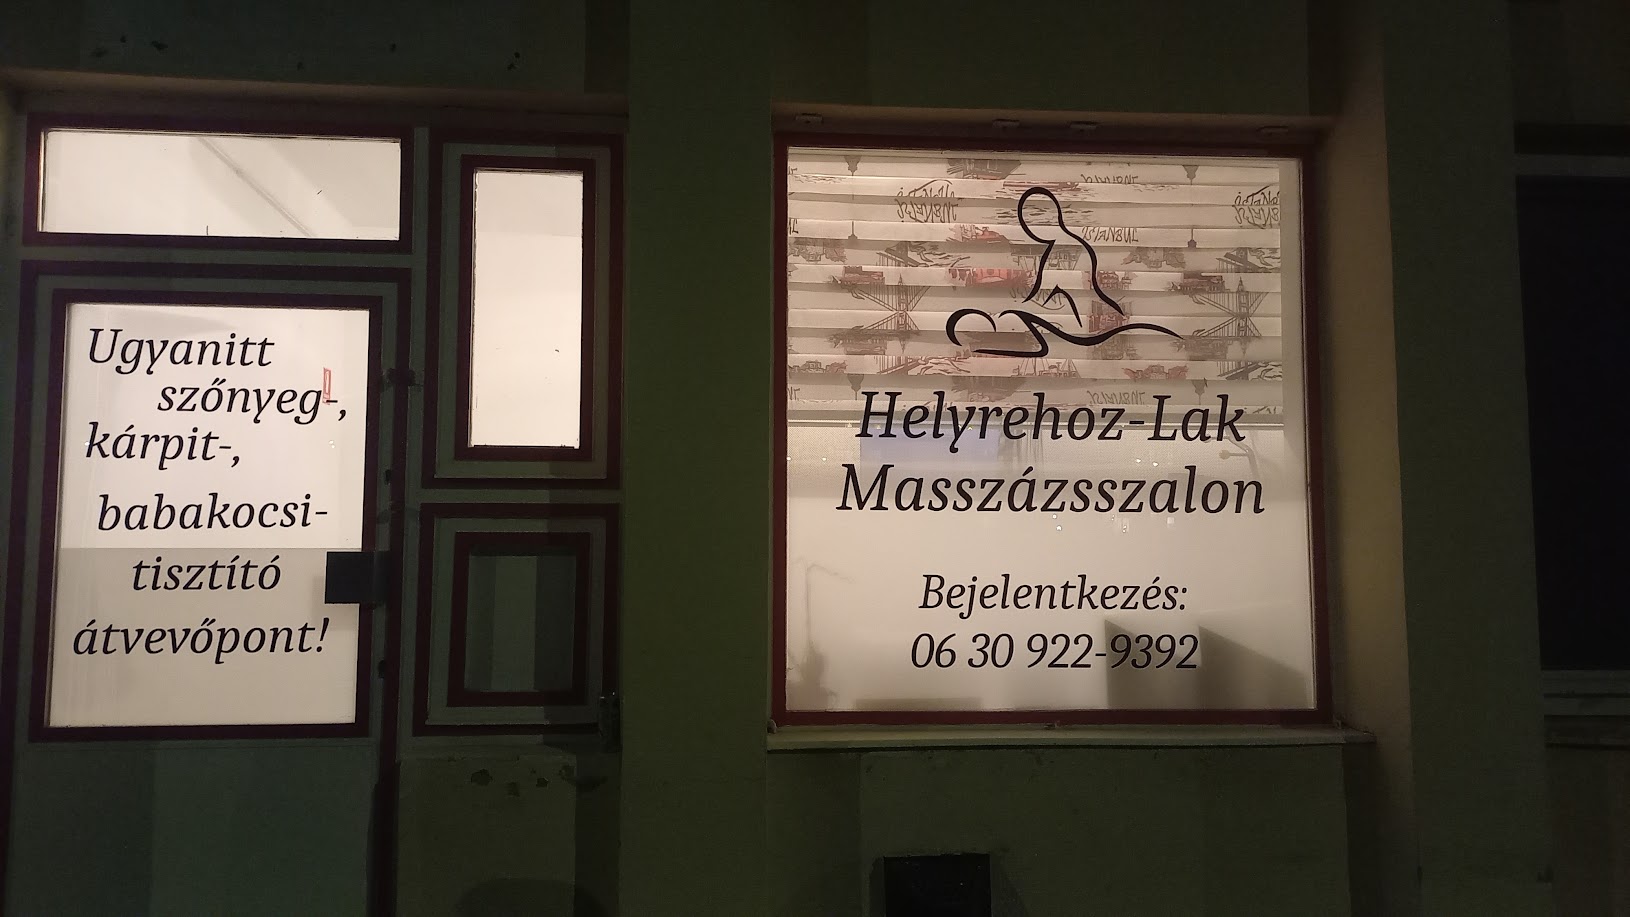 Ugyanitt
szőnyeg-,
kárpit-,
babakocsi-
tisztító
átvevőpont!
Helyrehoz-Lak
Masszázsszalon
Bejelentkezés:
06 30 922-9392